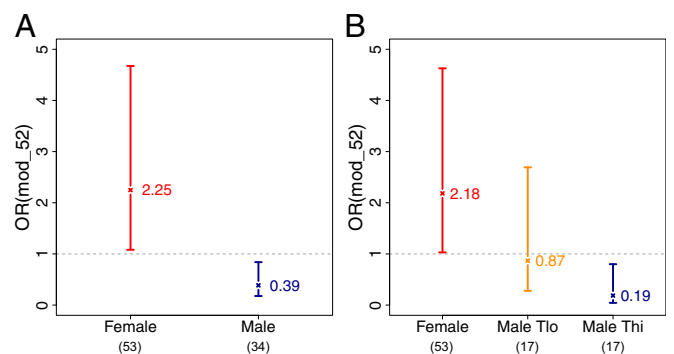 A
B
OR(mod_52)
5
4
3
2
1
0
2.25
0.39
Female
Male
(53)
(34)
OR(mod_52)
5
4
3
2
1
0
2.18
0.87
0.19
Female
Male Tlo
Male Thi
(53)
(17)
(17)